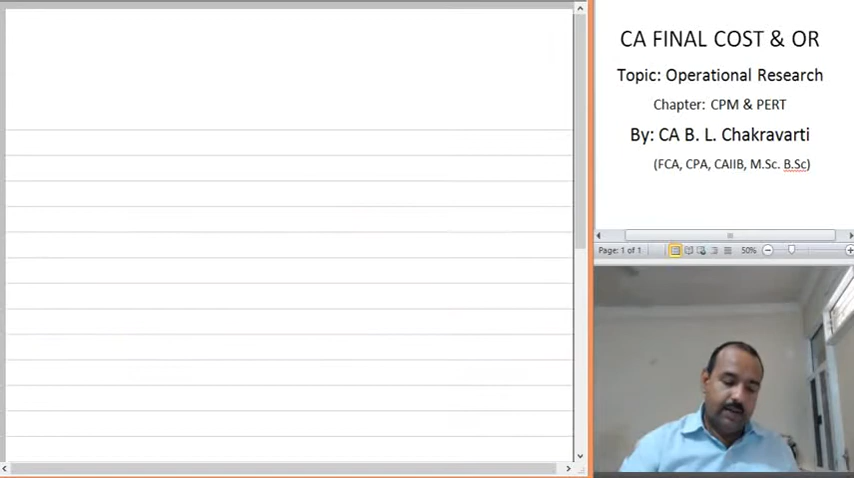 CA FINAL COST & OR
Topic: Operational Research
Chapter: CPM & PERT
By: CA B. L. Chakravarti
(FCA, CPA, CAIIB, M.Sc. B.Sc)
Page: 1 of 1
50%